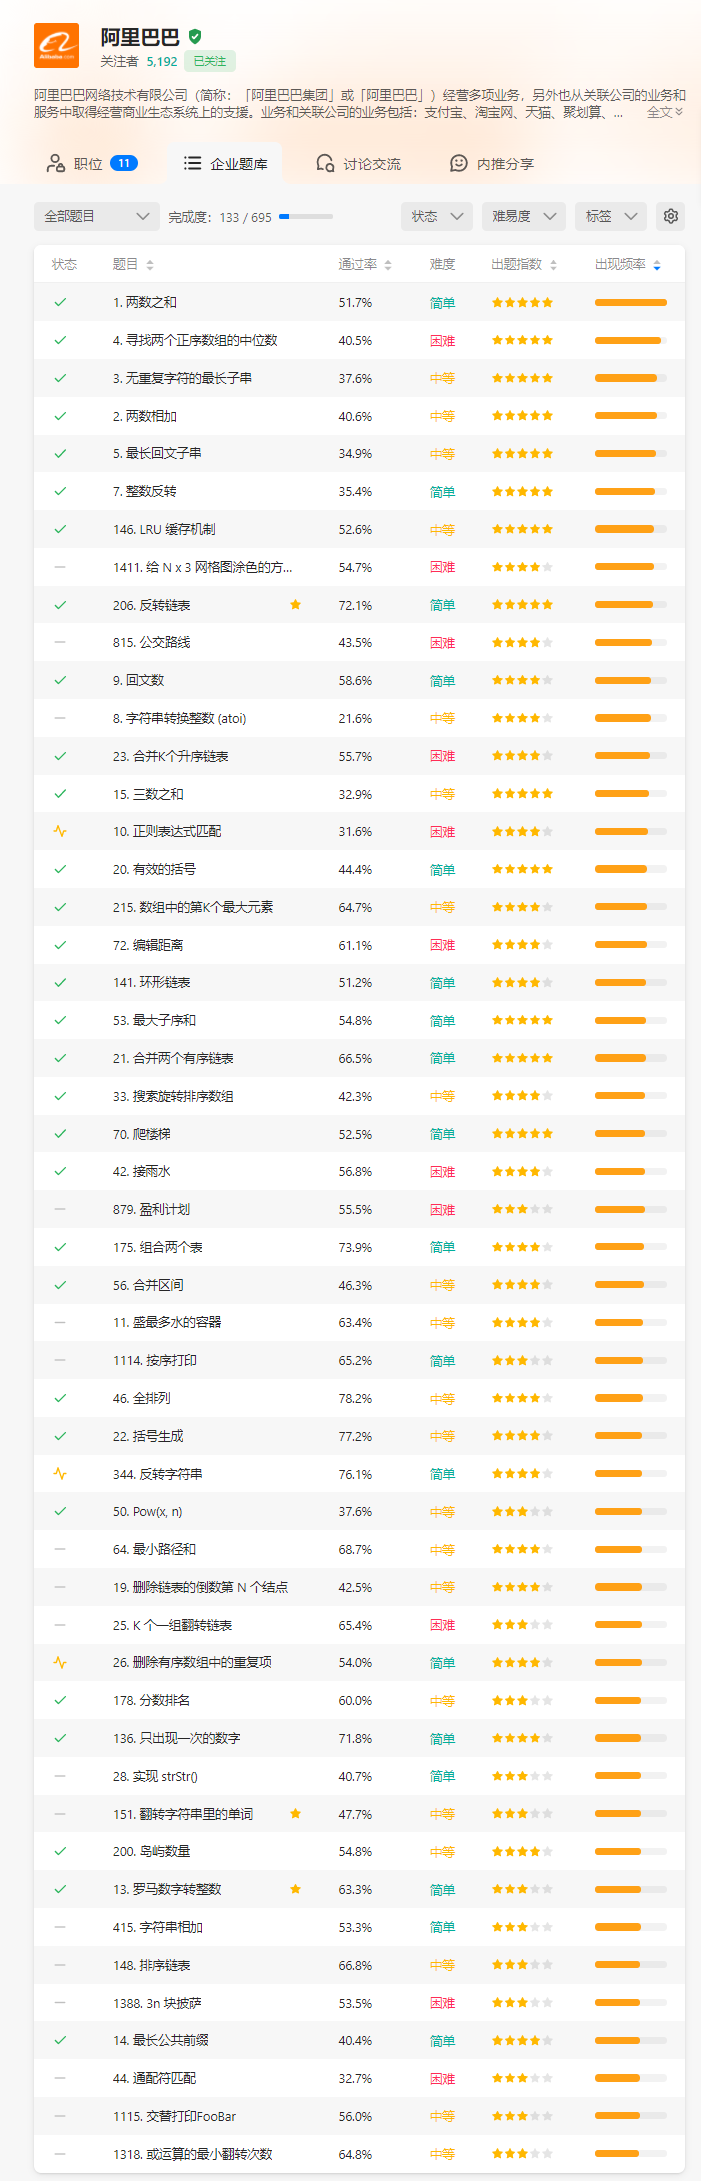 阿里巴巴
Alibaba.com
关注者 5,192 已关注
阿里巴巴网络技术有限公司（简称：「阿里巴巴集团」或「阿里巴巴」）经营多项业务，另外也从关联公司的业务和
服务中取得经营商业生态系统上的支援。业务和关联公司的业务包括：支付宝、淘宝网、天猫、聚划算、... 全文
职位 11 企业题库 讨论交流 内推分享
全部题目 完成度： 133 / 695 状态 难易度 标签
状态 题目 通过率 难度 出题指数 出现频率
1. 两数之和 51.7% 简单
4. 寻找两个正序数组的中位数 40.5% 困难
3. 无重复字符的最长子串 37.6% 中等
2. 两数相加 40.6% 中等
5. 最长回文子串 34.9% 中等
7. 整数反转 35.4% 简单
146. LRU 缓存机制 52.6% 中等
1411. 给 N x 3 网格图涂色的方... 54.7% 困难
206. 反转链表 72.1% 简单
815. 公交路线 43.5% 困难
9. 回文数 58.6% 简单
8. 字符串转换整数 (atoi) 21.6% 中等
23. 合并K个升序链表 55.7% 困难
15. 三数之和 32.9% 中等
10. 正则表达式匹配 31.6% 困难
20. 有效的括号 44.4% 简单
215. 数组中的第K个最大元素 64.7% 中等
72. 编辑距离 61.1% 困难
141. 环形链表 51.2% 简单
53. 最大子序和 54.8% 简单
21. 合并两个有序链表 66.5% 简单
33. 搜索旋转排序数组 42.3% 中等
70. 爬楼梯 52.5% 简单
42. 接雨水 56.8% 困难
879. 盈利计划 55.5% 困难
175. 组合两个表 73.9% 简单
56. 合并区间 46.3% 中等
11. 盛最多水的容器 63.4% 中等
1114. 按序打印 65.2% 简单
46. 全排列 78.2% 中等
22. 括号生成 77.2% 中等
344. 反转字符串 76.1% 简单
50. Pow(x, n) 37.6% 中等
64. 最小路径和 68.7% 中等
19. 删除链表的倒数第 N 个结点 42.5% 中等
25. K 个一组翻转链表 65.4% 困难
26. 删除有序数组中的重复项 54.0% 简单
178. 分数排名 60.0% 中等
136. 只出现一次的数字 71.8% 简单
28. 实现 strStr() 40.7% 简单
151. 翻转字符串里的单词 47.7% 中等
200. 岛屿数量 54.8% 中等
13. 罗马数字转整数 63.3% 简单
415. 字符串相加 53.3% 简单
148. 排序链表 66.8% 中等
1388. 3n 块披萨 53.5% 困难
14. 最长公共前缀 40.4% 简单
44. 通配符匹配 32.7% 困难
1115. 交替打印FooBar 56.0% 中等
1318. 或运算的最小翻转次数 64.8% 中等